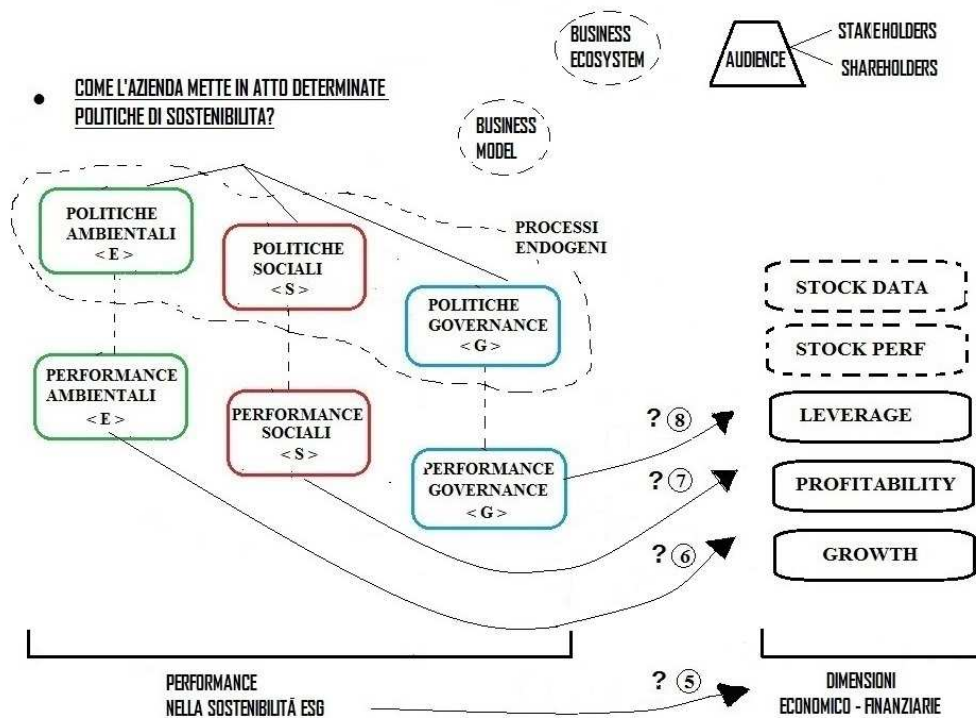 BUSINESS
ECOSYSTEM
AUDIENCE
STAKEHOLDERS
SHAREHOLDERS
• COME L'AZIENDA METTE IN ATTO DETERMINATE
POLITICHE DI SOSTENIBILITA?
BUSINESS
MODEL
POLITICHE
AMBIENTALI
< E >
POLITICHE
SOCIALI
< S >
PROCESSI
ENDOGENI
POLITICHE
GOVERNANCE
< G >
STOCK DATA
STOCK PERF
LEVERAGE
PROFITABILITY
GROWTH
PERFORMANCE
AMBIENTALI
< E >
PERFORMANCE
SOCIALI
< S >
PERFORMANCE
GOVERNANCE
< G >
? 8
? 7
? 6
PERFORMANCE
NELLA SOSTENIBILITÁ ESG
? 5
DIMENSIONI
ECONOMICO - FINANZIARIE